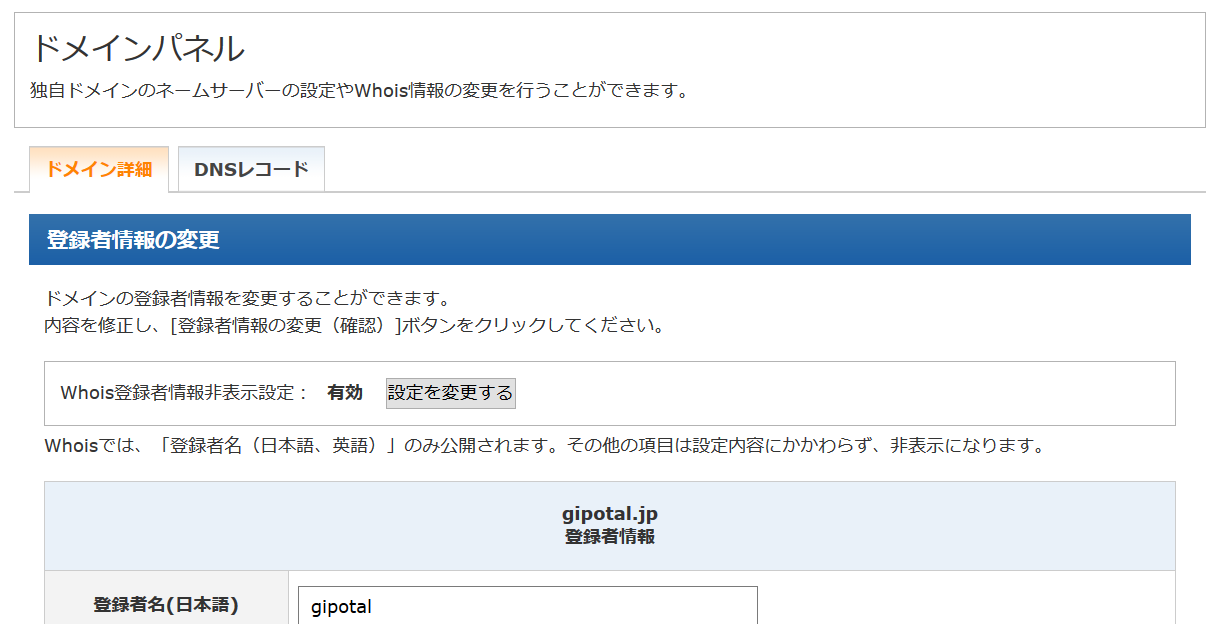 ドメインパネル
独自ドメインのネームサーバーの設定やWhois情報の変更を行うことができます。
ドメイン詳細 DNSレコード
登録者情報の変更
ドメインの登録者情報を変更することができます。
内容を修正し、[登録者情報の変更（確認）]ボタンをクリックしてください。
Whois登録者情報非表示設定： 有効 設定を変更する
Whoisでは、「登録者名（日本語、英語）」のみ公開されます。その他の項目は設定内容にかかわらず、非表示になります。
gipotal.jp
登録者情報
登録者名(日本語) gipotal